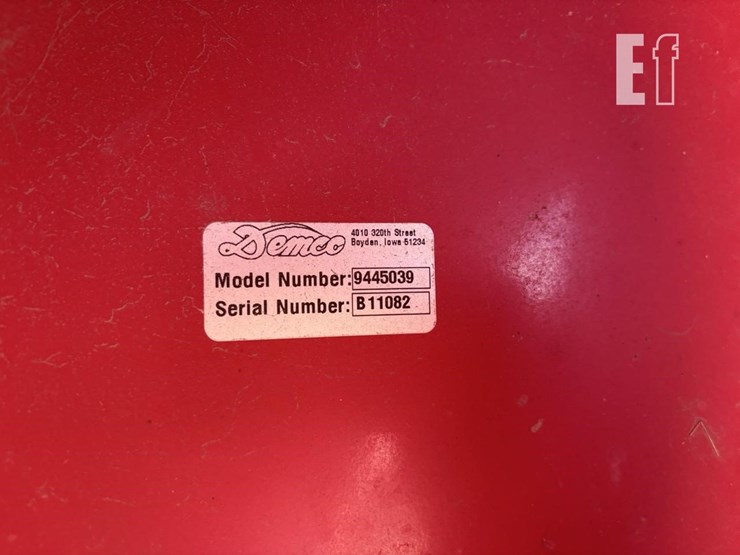 Ef
Demco
4010 320th Street
Boyden, Iowa 51234
Model Number: 9445039
Serial Number: B11082